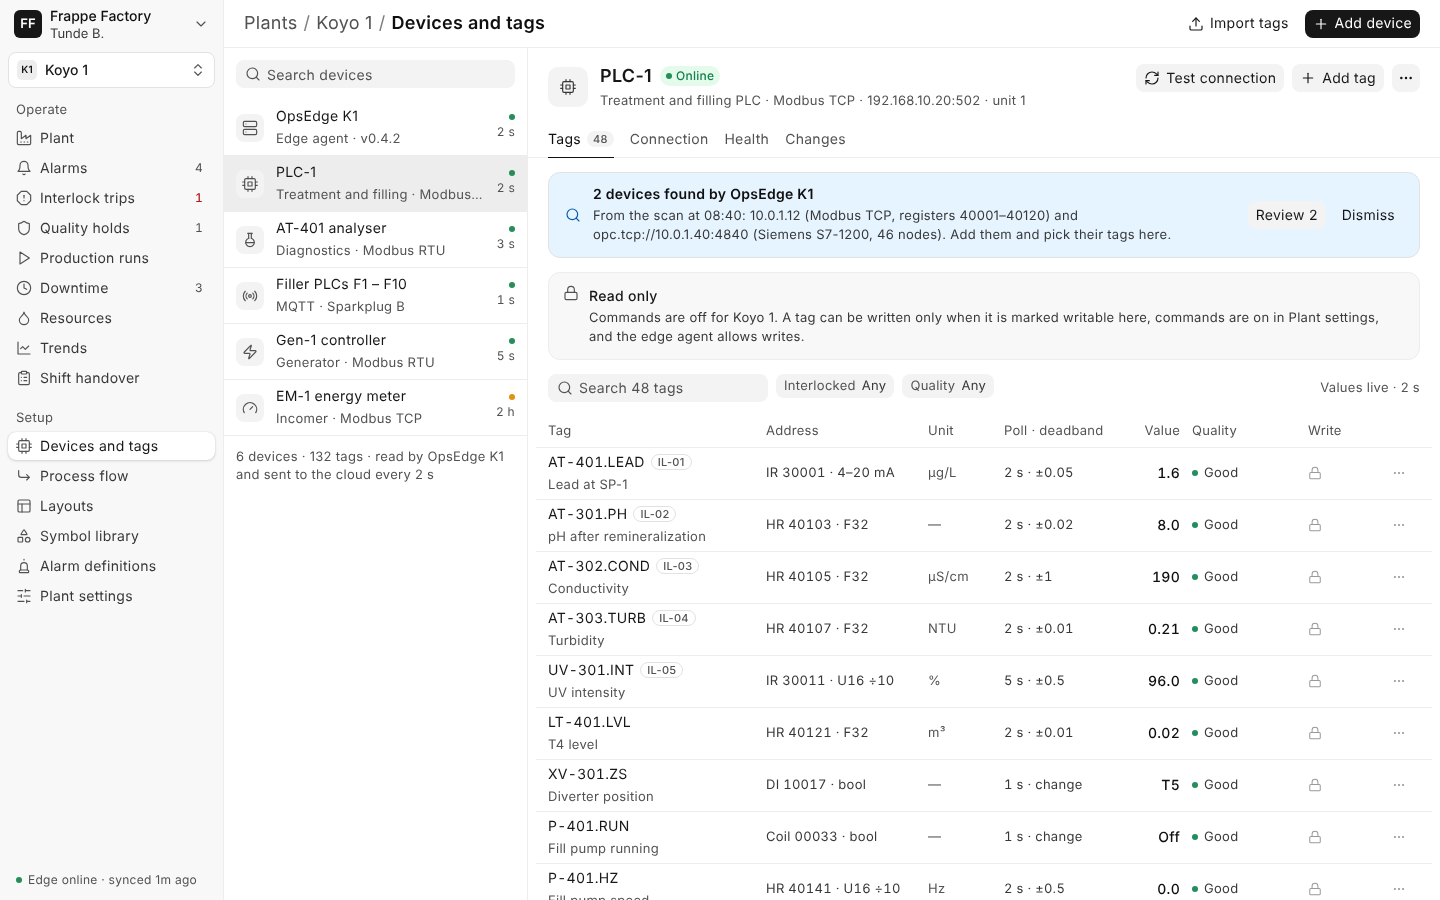 FF
Frappe Factory
Tunde B.
K1 Koyo 1
Operate
Plant
Alarms 4
Interlock trips 1
Quality holds 1
Production runs
Downtime 3
Resources
Trends
Shift handover
Setup
Devices and tags
Process flow
Layouts
Symbol library
Alarm definitions
Plant settings
Edge online · synced 1m ago
Plants / Koyo 1 / Devices and tags
Import tags
Add device
Search devices
OpsEdge K1
Edge agent · v0.4.2 2 s
PLC-1
Treatment and filling · Modbus... 2 s
AT-401 analyser
Diagnostics · Modbus RTU 3 s
Filler PLCs F1 – F10
MQTT · Sparkplug B 1 s
Gen-1 controller
Generator · Modbus RTU 5 s
EM-1 energy meter
Incomer · Modbus TCP 2 h
6 devices · 132 tags · read by OpsEdge K1
and sent to the cloud every 2 s
PLC-1 Online
Treatment and filling PLC · Modbus TCP · 192.168.10.20:502 · unit 1
Test connection
Add tag
Tags 48 Connection Health Changes
2 devices found by OpsEdge K1
From the scan at 08:40: 10.0.1.12 (Modbus TCP, registers 40001–40120) and
opc.tcp://10.0.1.40:4840 (Siemens S7-1200, 46 nodes). Add them and pick their tags here.
Review 2 Dismiss
Read only
Commands are off for Koyo 1. A tag can be written only when it is marked writable here, commands are on in Plant settings,
and the edge agent allows writes.
Search 48 tags Interlocked Any Quality Any Values live · 2 s
Tag Address Unit Poll · deadband Value Quality Write
AT-401.LEAD IL-01
Lead at SP-1
IR 30001 · 4–20 mA µg/L 2 s · ±0.05 1.6 Good
AT-301.PH IL-02
pH after remineralization
HR 40103 · F32 — 2 s · ±0.02 8.0 Good
AT-302.COND IL-03
Conductivity
HR 40105 · F32 µS/cm 2 s · ±1 190 Good
AT-303.TURB IL-04
Turbidity
HR 40107 · F32 NTU 2 s · ±0.01 0.21 Good
UV-301.INT IL-05
UV intensity
IR 30011 · U16 ÷10 % 5 s · ±0.5 96.0 Good
LT-401.LVL
T4 level
HR 40121 · F32 m³ 2 s · ±0.01 0.02 Good
XV-301.ZS
Diverter position
DI 10017 · bool — 1 s · change T5 Good
P-401.RUN
Fill pump running
Coil 00033 · bool — 1 s · change Off Good
P-401.HZ
Fill pump speed
HR 40141 · U16 ÷10 Hz 2 s · ±0.5 0.0 Good